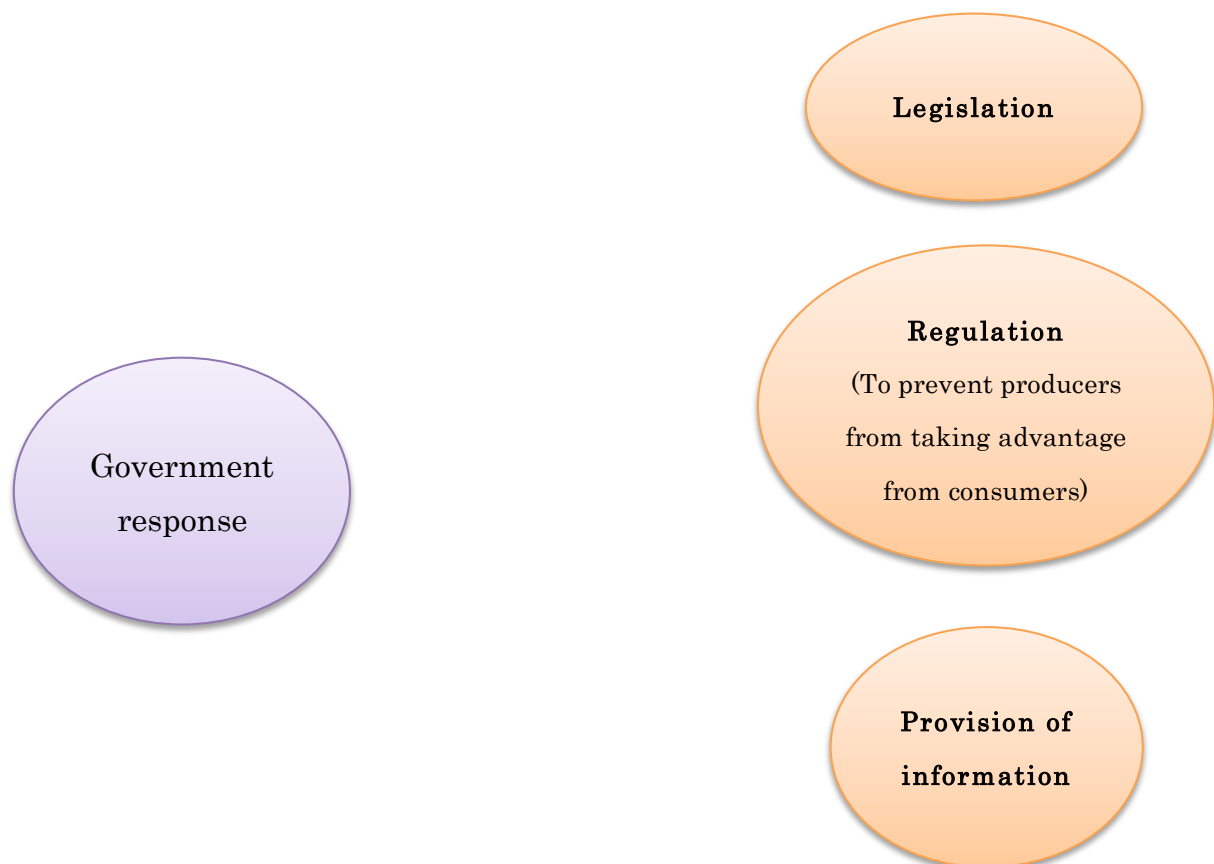 Legislation
Regulation
(To prevent producers
from taking advantage
from consumers)
Government
response
Provision of
information